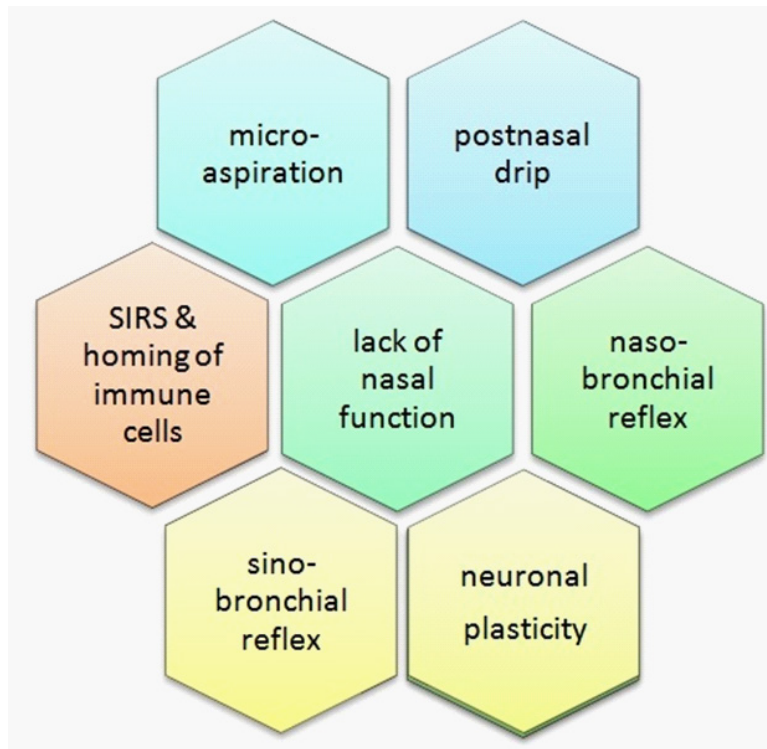 micro-
aspiration
postnasal
drip
SIRS &
homing of
immune
cells
lack of
nasal
function
naso-
bronchial
reflex
sino-
bronchial
reflex
neuronal
plasticity